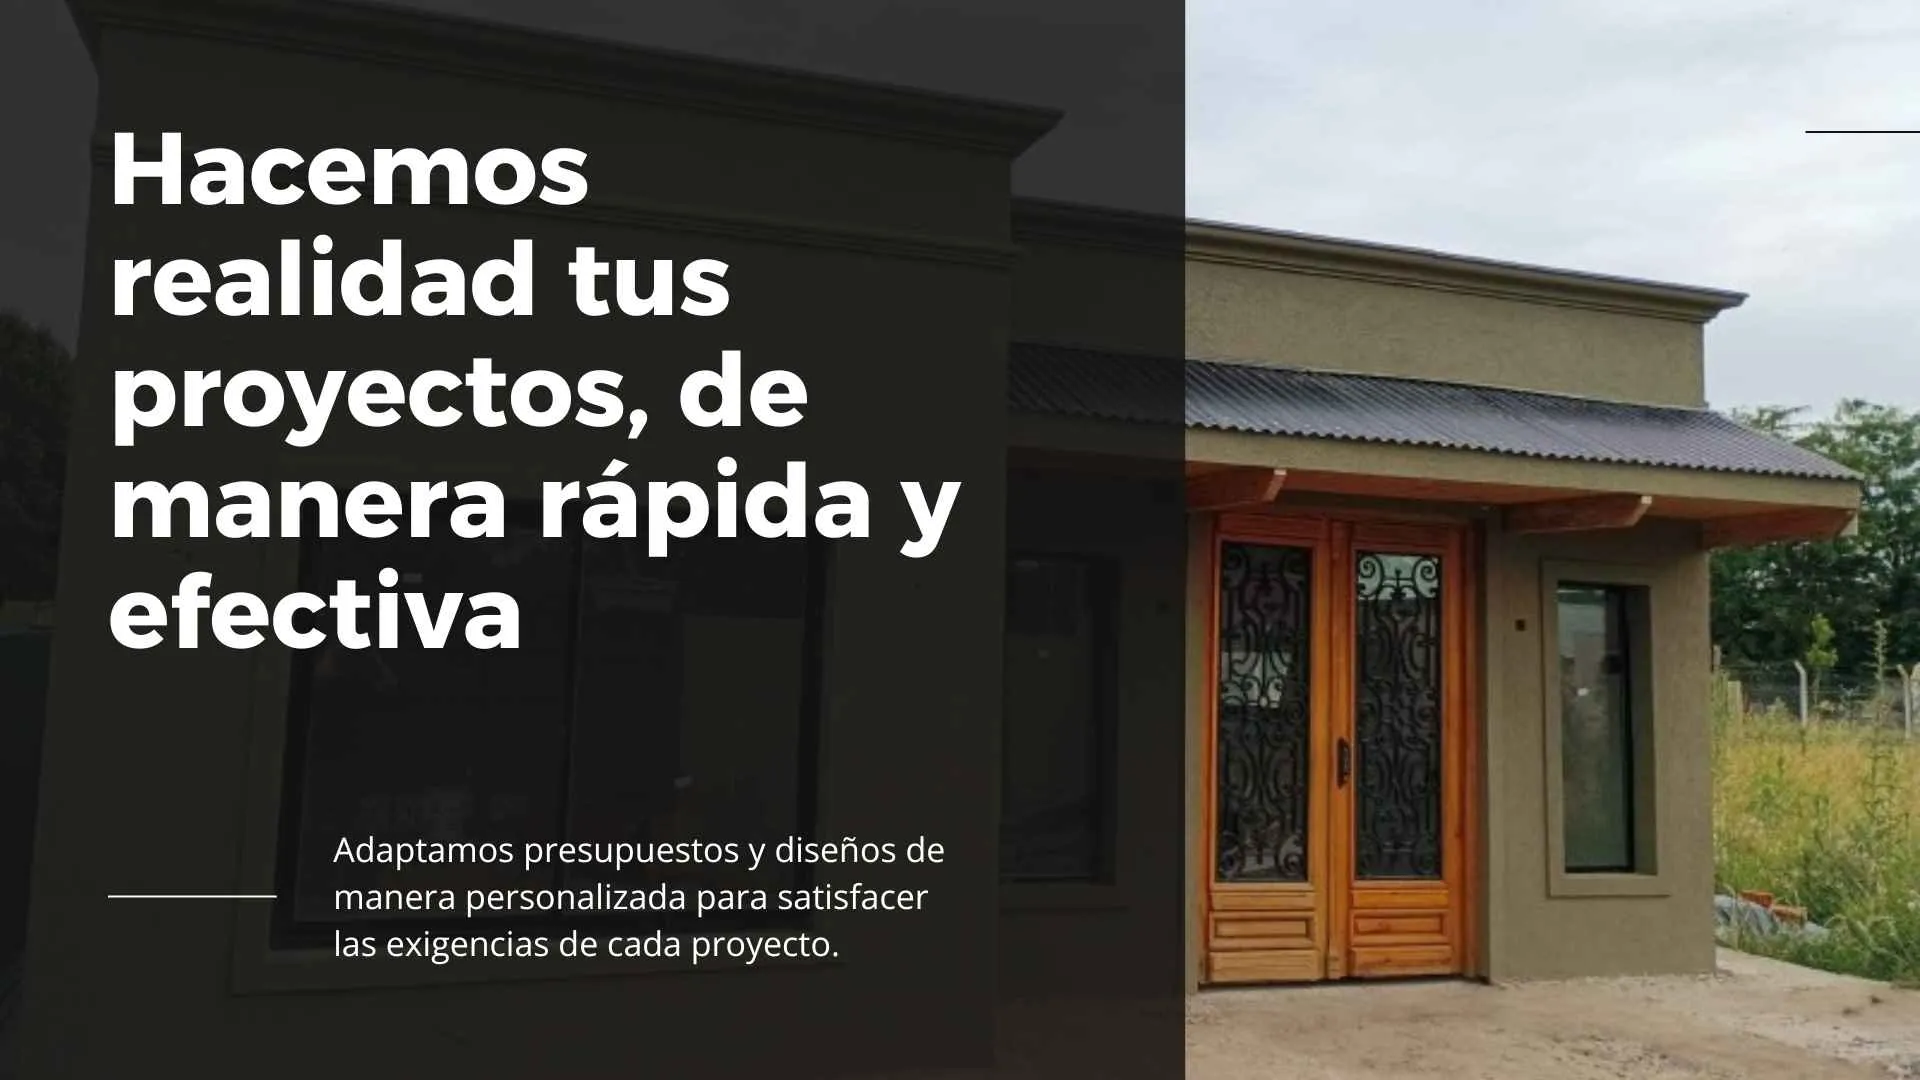 Hacemos
realidad tus
proyectos, de
manera rápida y
efectiva
Adaptamos presupuestos y diseños de
manera personalizada para satisfacer
las exigencias de cada proyecto.